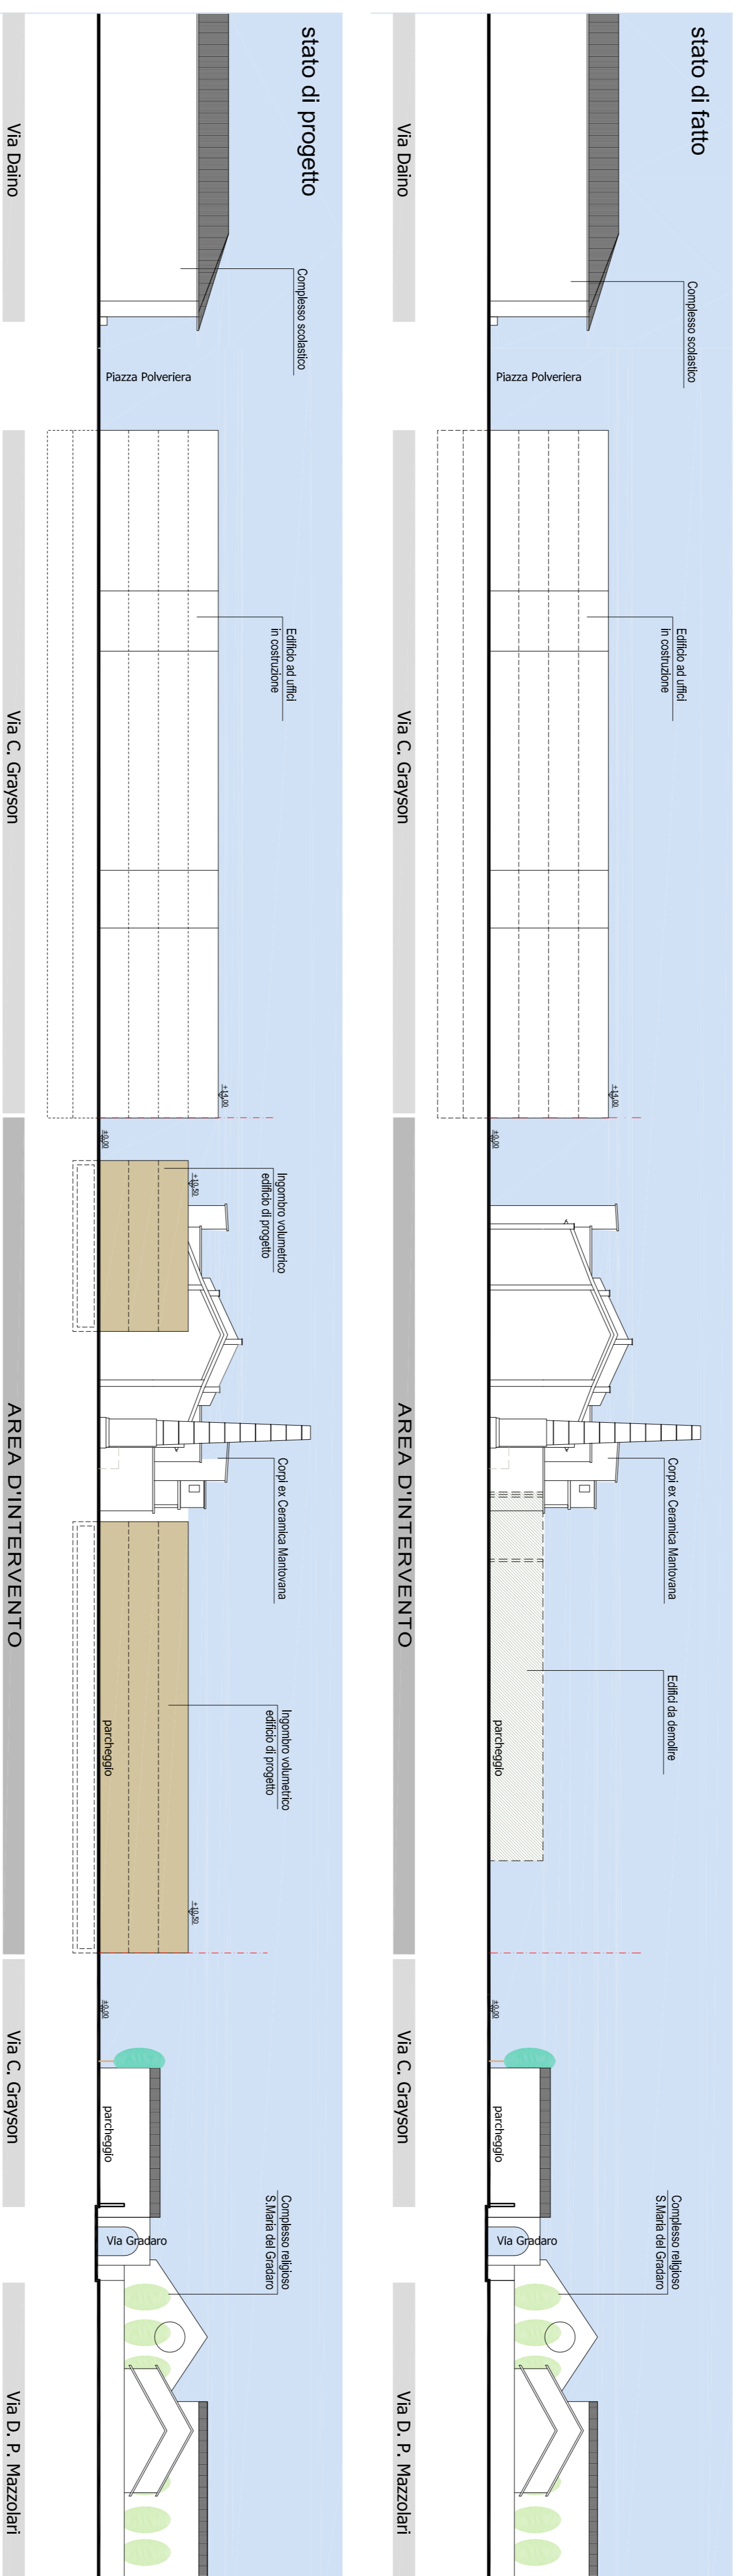 stato di fatto
Complesso scolastico
Piazza Polveriera
Edificio ad uffici
in costruzione
±14,00
±0,00
Corpi ex Ceramica Mantovana
Edifici da demolire
parcheggio
±0,00
parcheggio
Complesso religioso
S.Maria del Gradaro
Via Gradaro
Via Daino
Via C. Grayson
AREA D'INTERVENTO
Via C. Grayson
Via D. P. Mazzolari
stato di progetto
Complesso scolastico
Piazza Polveriera
Edificio ad uffici
in costruzione
±14,00
±0,00
Ingombro volumetrico
edificio di progetto
±10,50
Corpi ex Ceramica Mantovana
Ingombro volumetrico
edificio di progetto
parcheggio
±10,50
±0,00
parcheggio
Complesso religioso
S.Maria del Gradaro
Via Gradaro
Via Daino
Via C. Grayson
AREA D'INTERVENTO
Via C. Grayson
Via D. P. Mazzolari